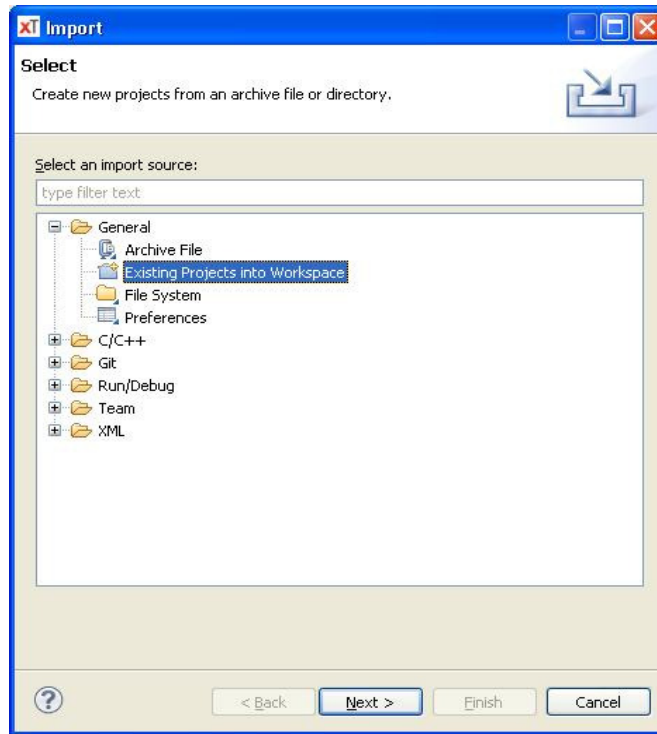 xT Import
Select
Create new projects from an archive file or directory.
Select an import source:
type filter text
General
Archive File
Existing Projects into Workspace
File System
Preferences
C/C++
Git
Run/Debug
Team
XML
? < Back Next > Finish Cancel